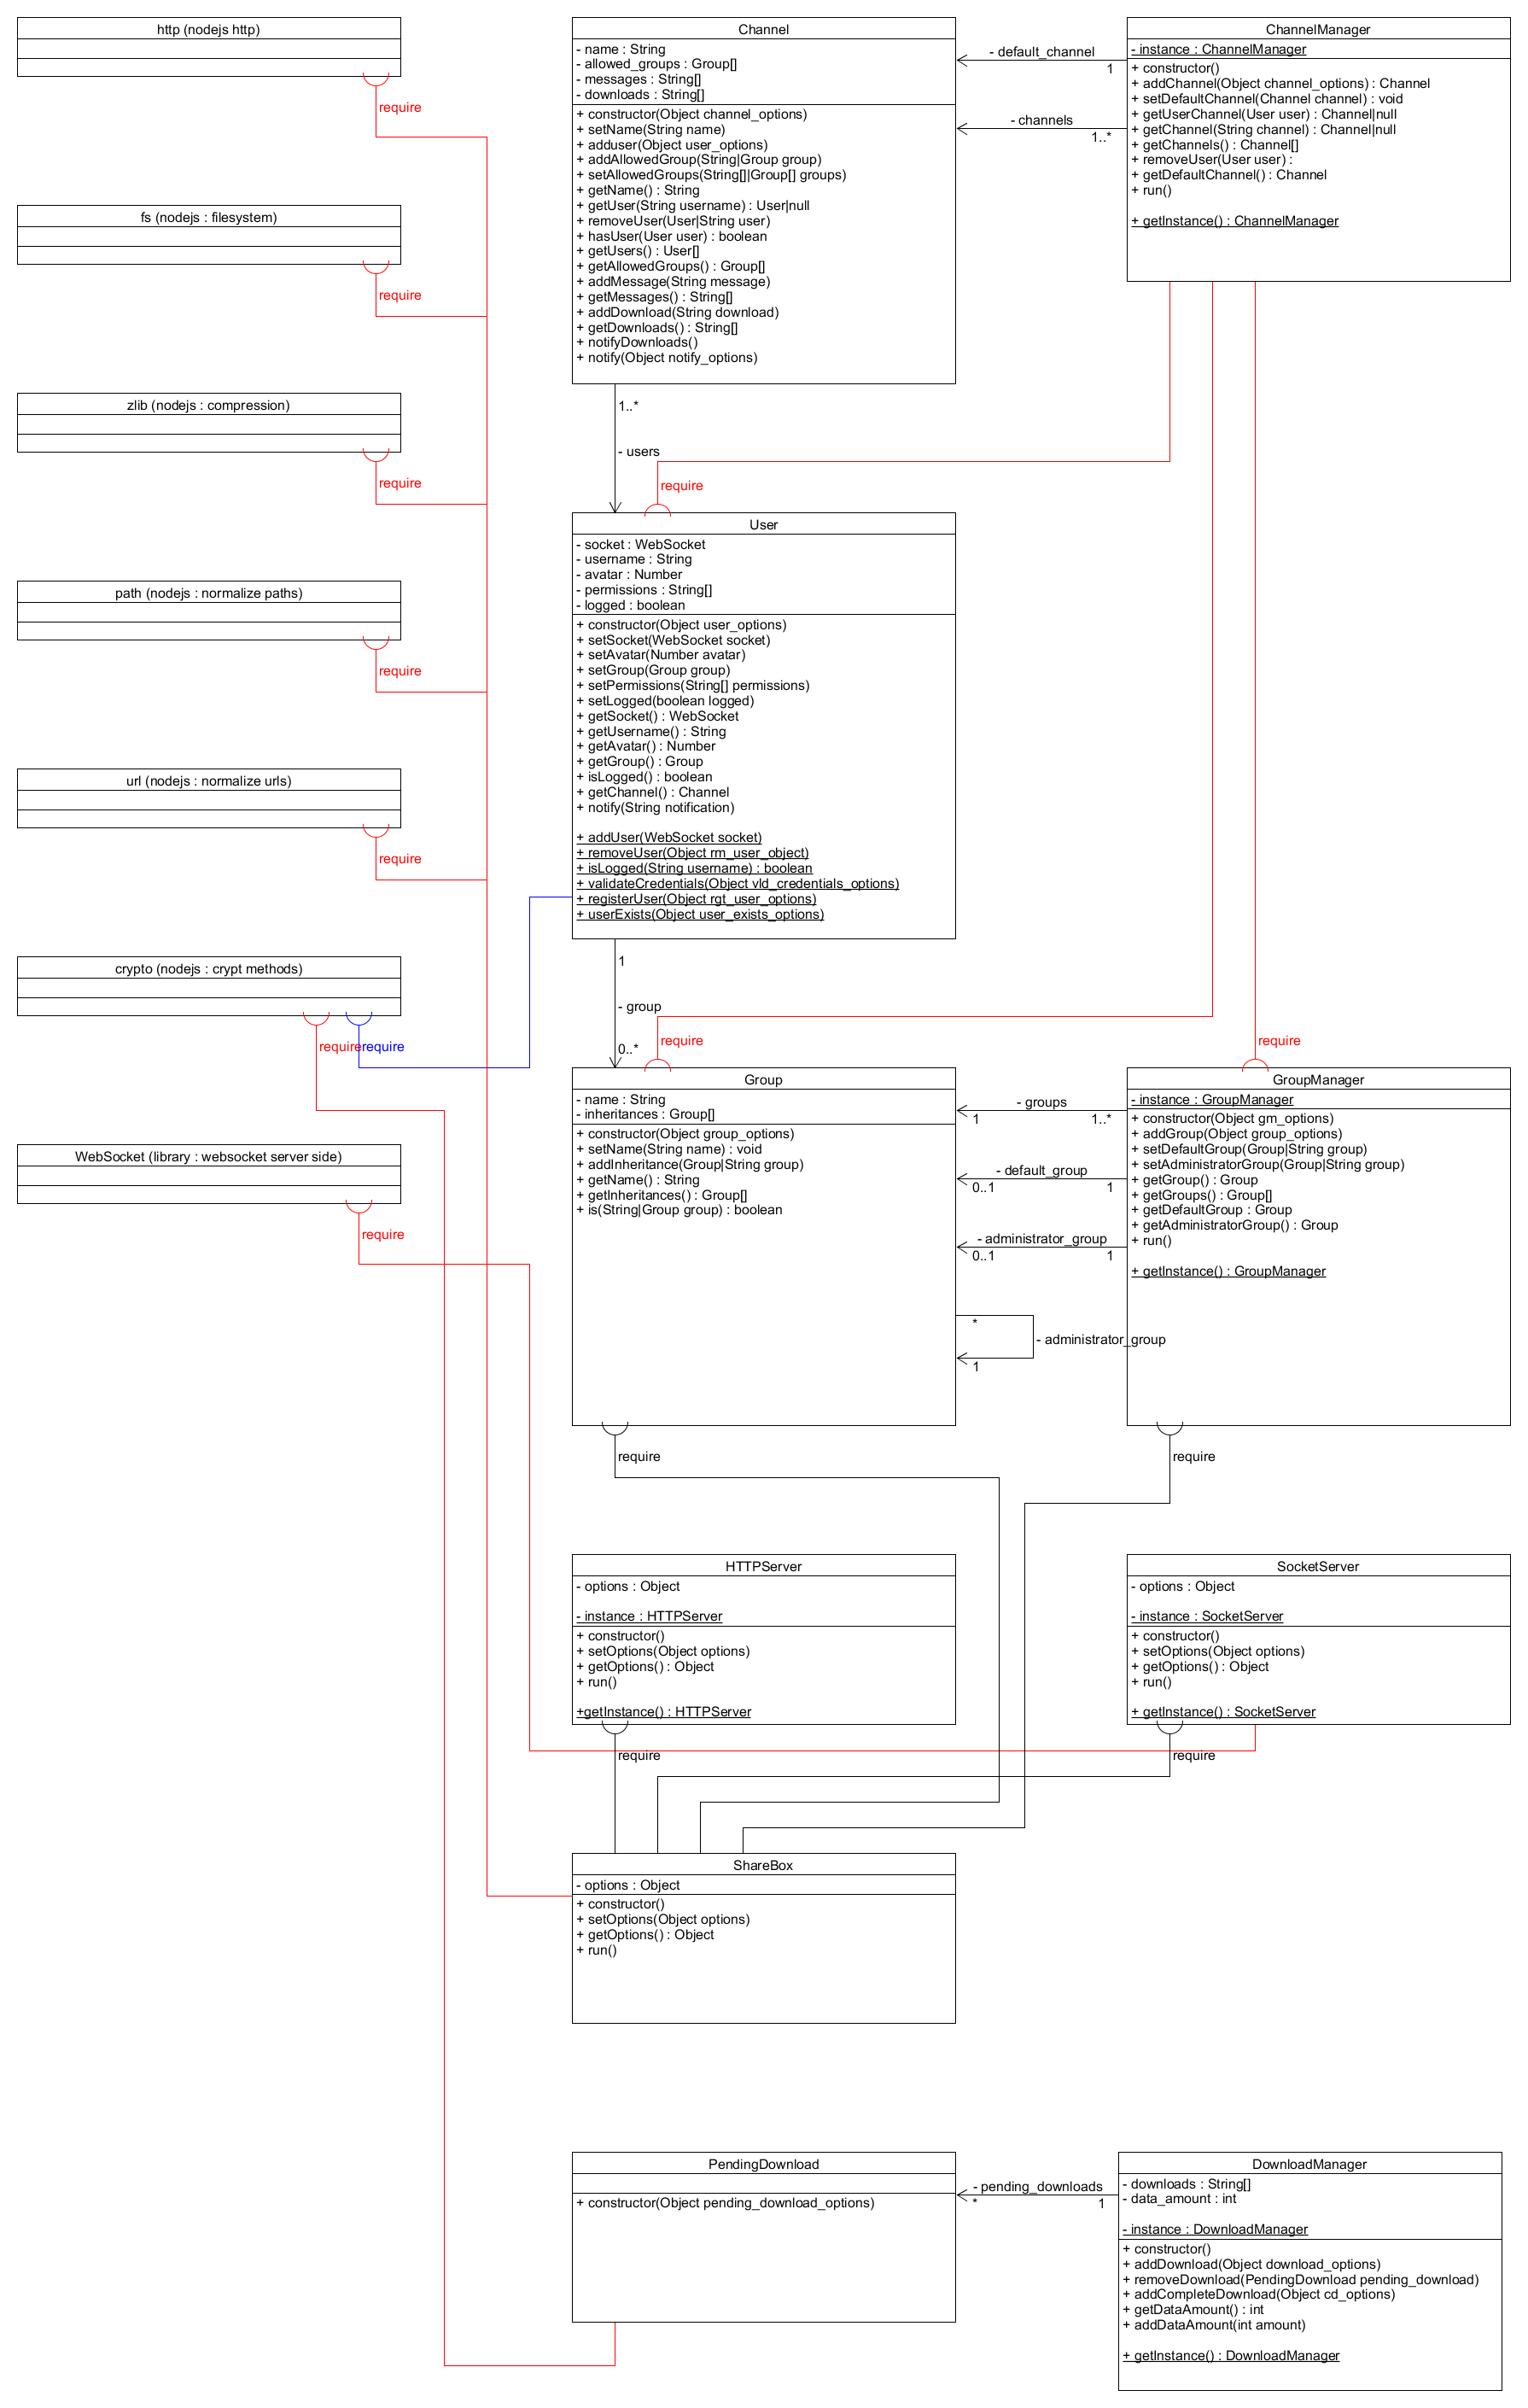 http (nodejs http)
require
fs (nodejs : filesystem)
require
zlib (nodejs : compression)
require
path (nodejs : normalize paths)
require
url (nodejs : normalize urls)
require
crypto (nodejs : crypt methods)
require
require
WebSocket (library : websocket server side)
require
Channel
- name : String
- allowed_groups : Group[]
- messages : String[]
- downloads : String[]
+ constructor(Object channel_options)
+ setName(String name)
+ adduser(Object user_options)
+ addAllowedGroup(String|Group group)
+ setAllowedGroups(String[]|Group[] groups)
+ getName() : String
+ getUser(String username) : User|null
+ removeUser(User|String user)
+ hasUser(User user) : boolean
+ getUsers() : User[]
+ getAllowedGroups() : Group[]
+ addMessage(String message)
+ getMessages() : String[]
+ addDownload(String download)
+ getDownloads() : String[]
+ notifyDownloads()
+ notify(Object notify_options)
- default_channel
1
- channels
1..*
ChannelManager
- instance : ChannelManager
+ constructor()
+ addChannel(Object channel_options) : Channel
+ setDefaultChannel(Channel channel) : void
+ getUserChannel(User user) : Channel|null
+ getChannel(String channel) : Channel|null
+ getChannels() : Channel[]
+ removeUser(User user) :
+ getDefaultChannel() : Channel
+ run()
+ getInstance() : ChannelManager
1..*
- users
require
User
- socket : WebSocket
- username : String
- avatar : Number
- permissions : String[]
- logged : boolean
+ constructor(Object user_options)
+ setSocket(WebSocket socket)
+ setAvatar(Number avatar)
+ setGroup(Group group)
+ setPermissions(String[] permissions)
+ setLogged(boolean logged)
+ getSocket() : WebSocket
+ getUsername() : String
+ getAvatar() : Number
+ getGroup() : Group
+ isLogged() : boolean
+ getChannel() : Channel
+ notify(String notification)
+ addUser(WebSocket socket)
+ removeUser(Object rm_user_object)
+ isLogged(String username) : boolean
+ validateCredentials(Object vld_credentials_options)
+ registerUser(Object rgt_user_options)
+ userExists(Object user_exists_options)
1
- group
0..*
require
require
Group
- name : String
- inheritances : Group[]
+ constructor(Object group_options)
+ setName(String name) : void
+ addInheritance(Group|String group)
+ getName() : String
+ getInheritances() : Group[]
+ is(String|Group group) : boolean
- groups
1 1..*
- default_group
0..1 1
- administrator_group
0..1 1
*
- administrator_group
1
GroupManager
- instance : GroupManager
+ constructor(Object gm_options)
+ addGroup(Object group_options)
+ setDefaultGroup(Group|String group)
+ setAdministratorGroup(Group|String group)
+ getGroup() : Group
+ getGroups() : Group[]
+ getDefaultGroup : Group
+ getAdministratorGroup() : Group
+ run()
+ getInstance() : GroupManager
require
require
HTTPServer
- options : Object
- instance : HTTPServer
+ constructor()
+ setOptions(Object options)
+ getOptions() : Object
+ run()
+getInstance() : HTTPServer
require
SocketServer
- options : Object
- instance : SocketServer
+ constructor()
+ setOptions(Object options)
+ getOptions() : Object
+ run()
+ getInstance() : SocketServer
require
ShareBox
- options : Object
+ constructor()
+ setOptions(Object options)
+ getOptions() : Object
+ run()
PendingDownload
+ constructor(Object pending_download_options)
- pending_downloads
* 1
DownloadManager
- downloads : String[]
- data_amount : int
- instance : DownloadManager
+ constructor()
+ addDownload(Object download_options)
+ removeDownload(PendingDownload pending_download)
+ addCompleteDownload(Object cd_options)
+ getDataAmount() : int
+ addDataAmount(int amount)
+ getInstance() : DownloadManager